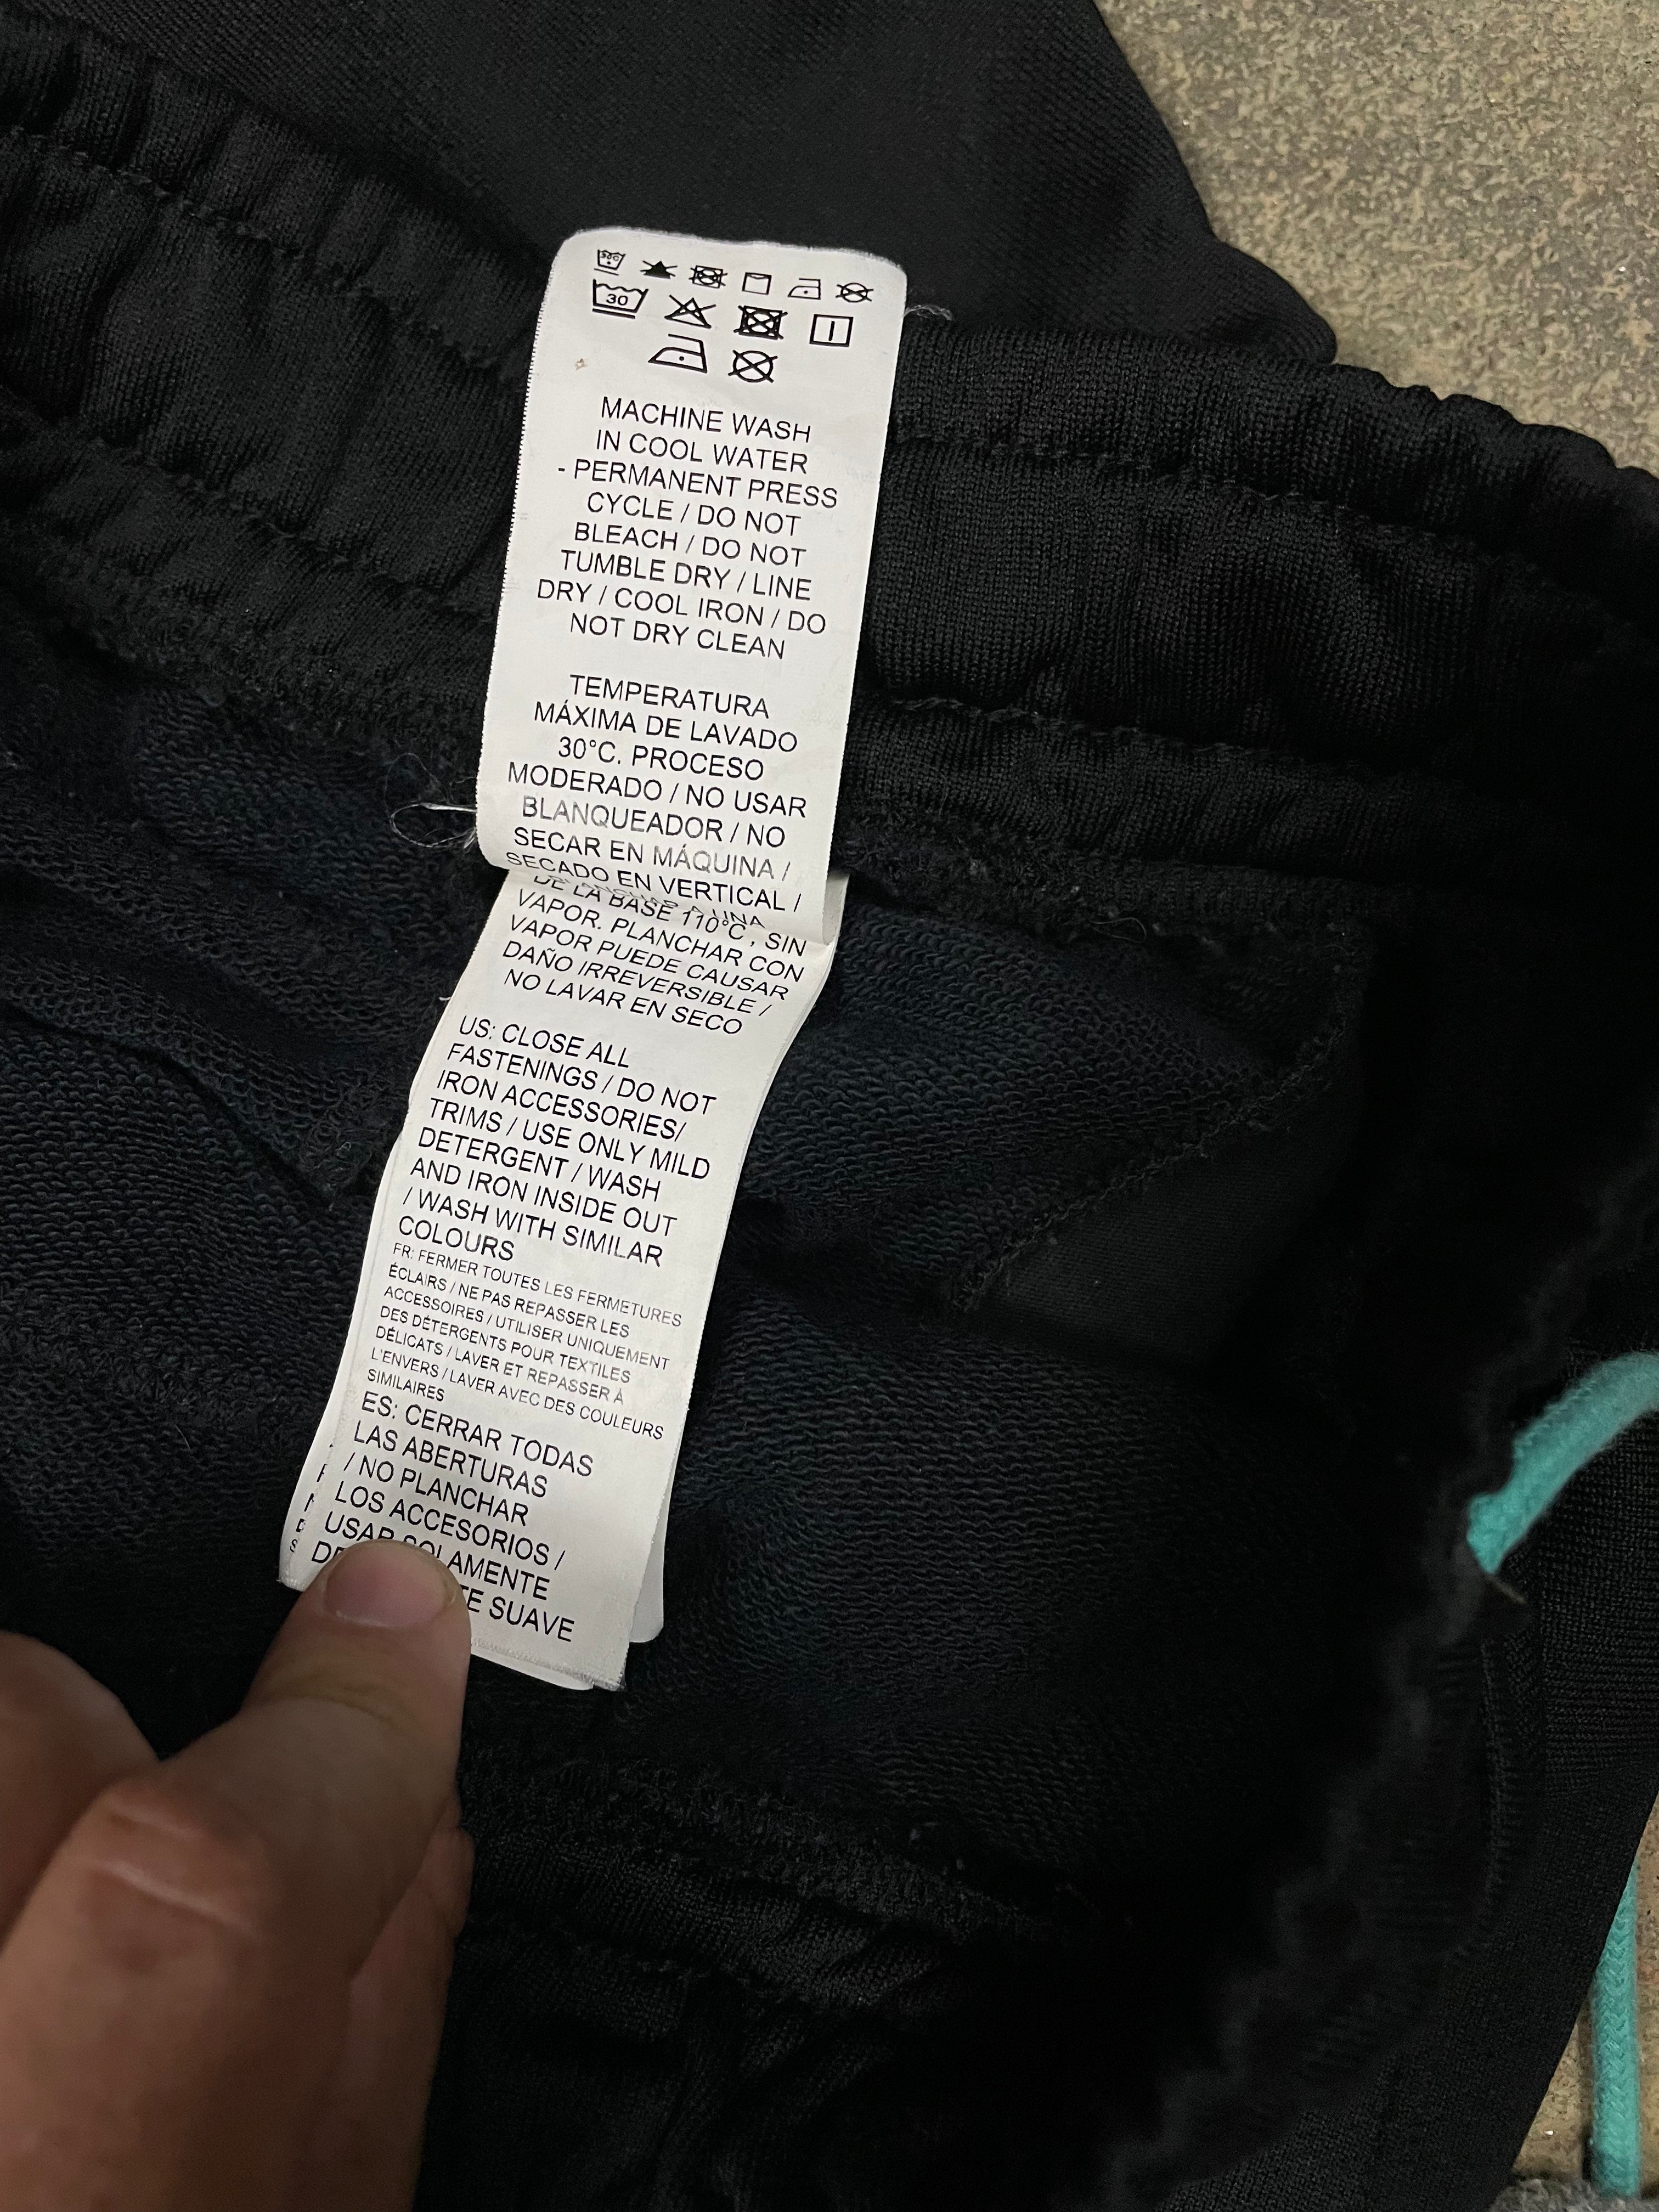 30
MACHINE WASH
IN COOL WATER
- PERMANENT PRESS
CYCLE / DO NOT
BLEACH / DO NOT
TUMBLE DRY / LINE
DRY / COOL IRON / DO
NOT DRY CLEAN
TEMPERATURA
MÁXIMA DE LAVADO
30°C. PROCESO
MODERADO / NO USAR
BLANQUEADOR / NO
SECAR EN MÁQUINA /
SECADO EN VERTICAL /
DE LA BASE 110°C, SIN
VAPOR. PLANCHAR CON
VAPOR PUEDE CAUSAR
DAÑO IRREVERSIBLE /
NO LAVAR EN SECO
US: CLOSE ALL
FASTENINGS / DO NOT
IRON ACCESSORIES/
TRIMS / USE ONLY MILD
DETERGENT / WASH
AND IRON INSIDE OUT
/ WASH WITH SIMILAR
COLOURS
FR: FERMER TOUTES LES FERMETURES
ÉCLAIRS / NE PAS REPASSER LES
ACCESSOIRES / UTILISER UNIQUEMENT
DES DÉTERGENTS POUR TEXTILES
DÉLICATS / LAVER ET REPASSER À
L'ENVERS / LAVER AVEC DES COULEURS
SIMILAIRES
ES: CERRAR TODAS
LAS ABERTURAS
/ NO PLANCHAR
LOS ACCESORIOS /
USAR SOLAMENTE
SUAVE